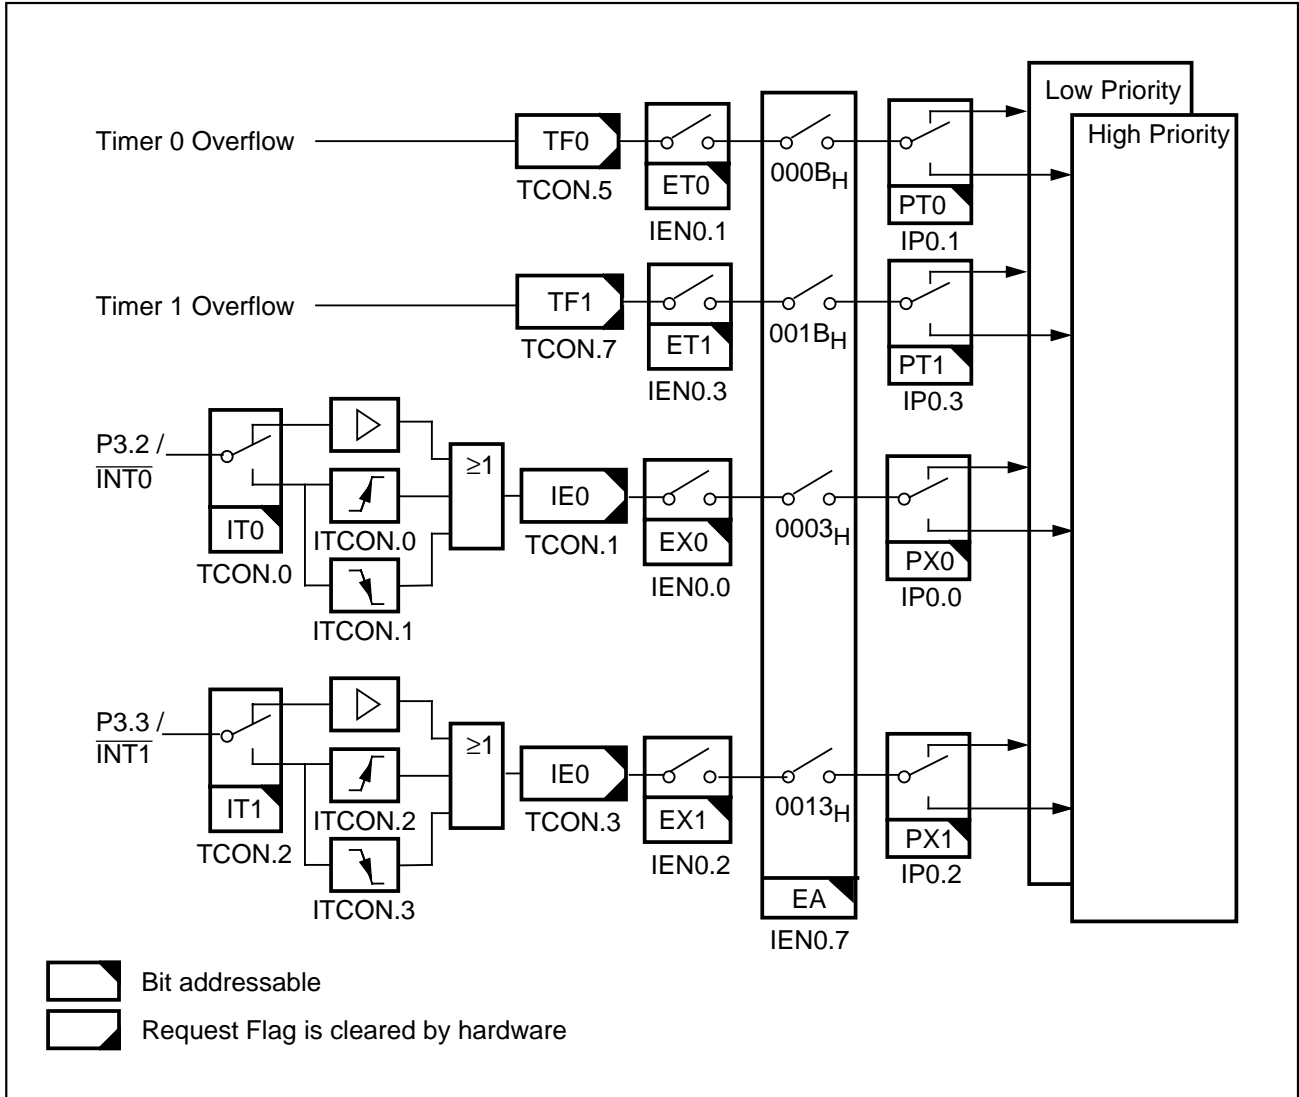 Low Priority
High Priority
Timer 0 Overflow
TF0
TCON.5
ET0
IEN0.1
000BH
PT0
IP0.1
Timer 1 Overflow
TF1
TCON.7
ET1
IEN0.3
001BH
PT1
IP0.3
P3.2 /
INT0
IT0
TCON.0
ITCON.0
ITCON.1
≥1
IE0
TCON.1
EX0
IEN0.0
0003H
PX0
IP0.0
P3.3 /
INT1
IT1
TCON.2
ITCON.2
ITCON.3
≥1
IE0
TCON.3
EX1
IEN0.2
0013H
PX1
IP0.2
EA
IEN0.7
Bit addressable
Request Flag is cleared by hardware